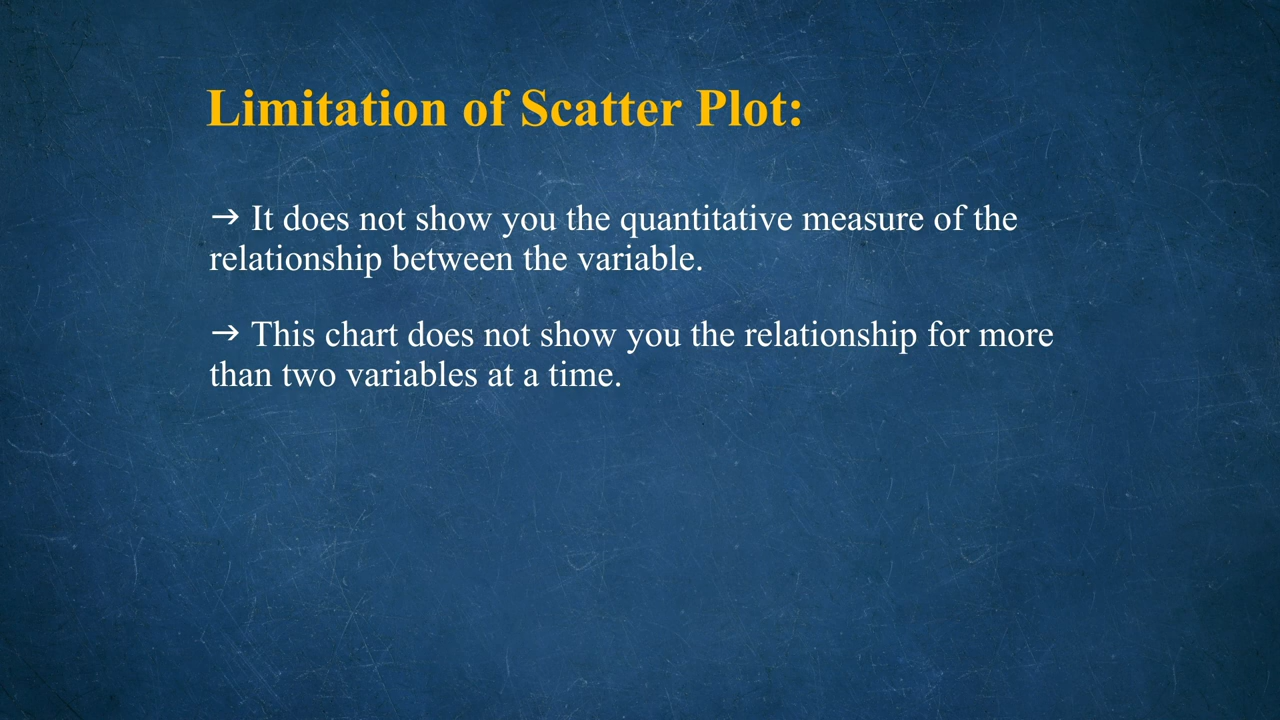 Limitation of Scatter Plot:
→ It does not show you the quantitative measure of the
relationship between the variable.
→ This chart does not show you the relationship for more
than two variables at a time.